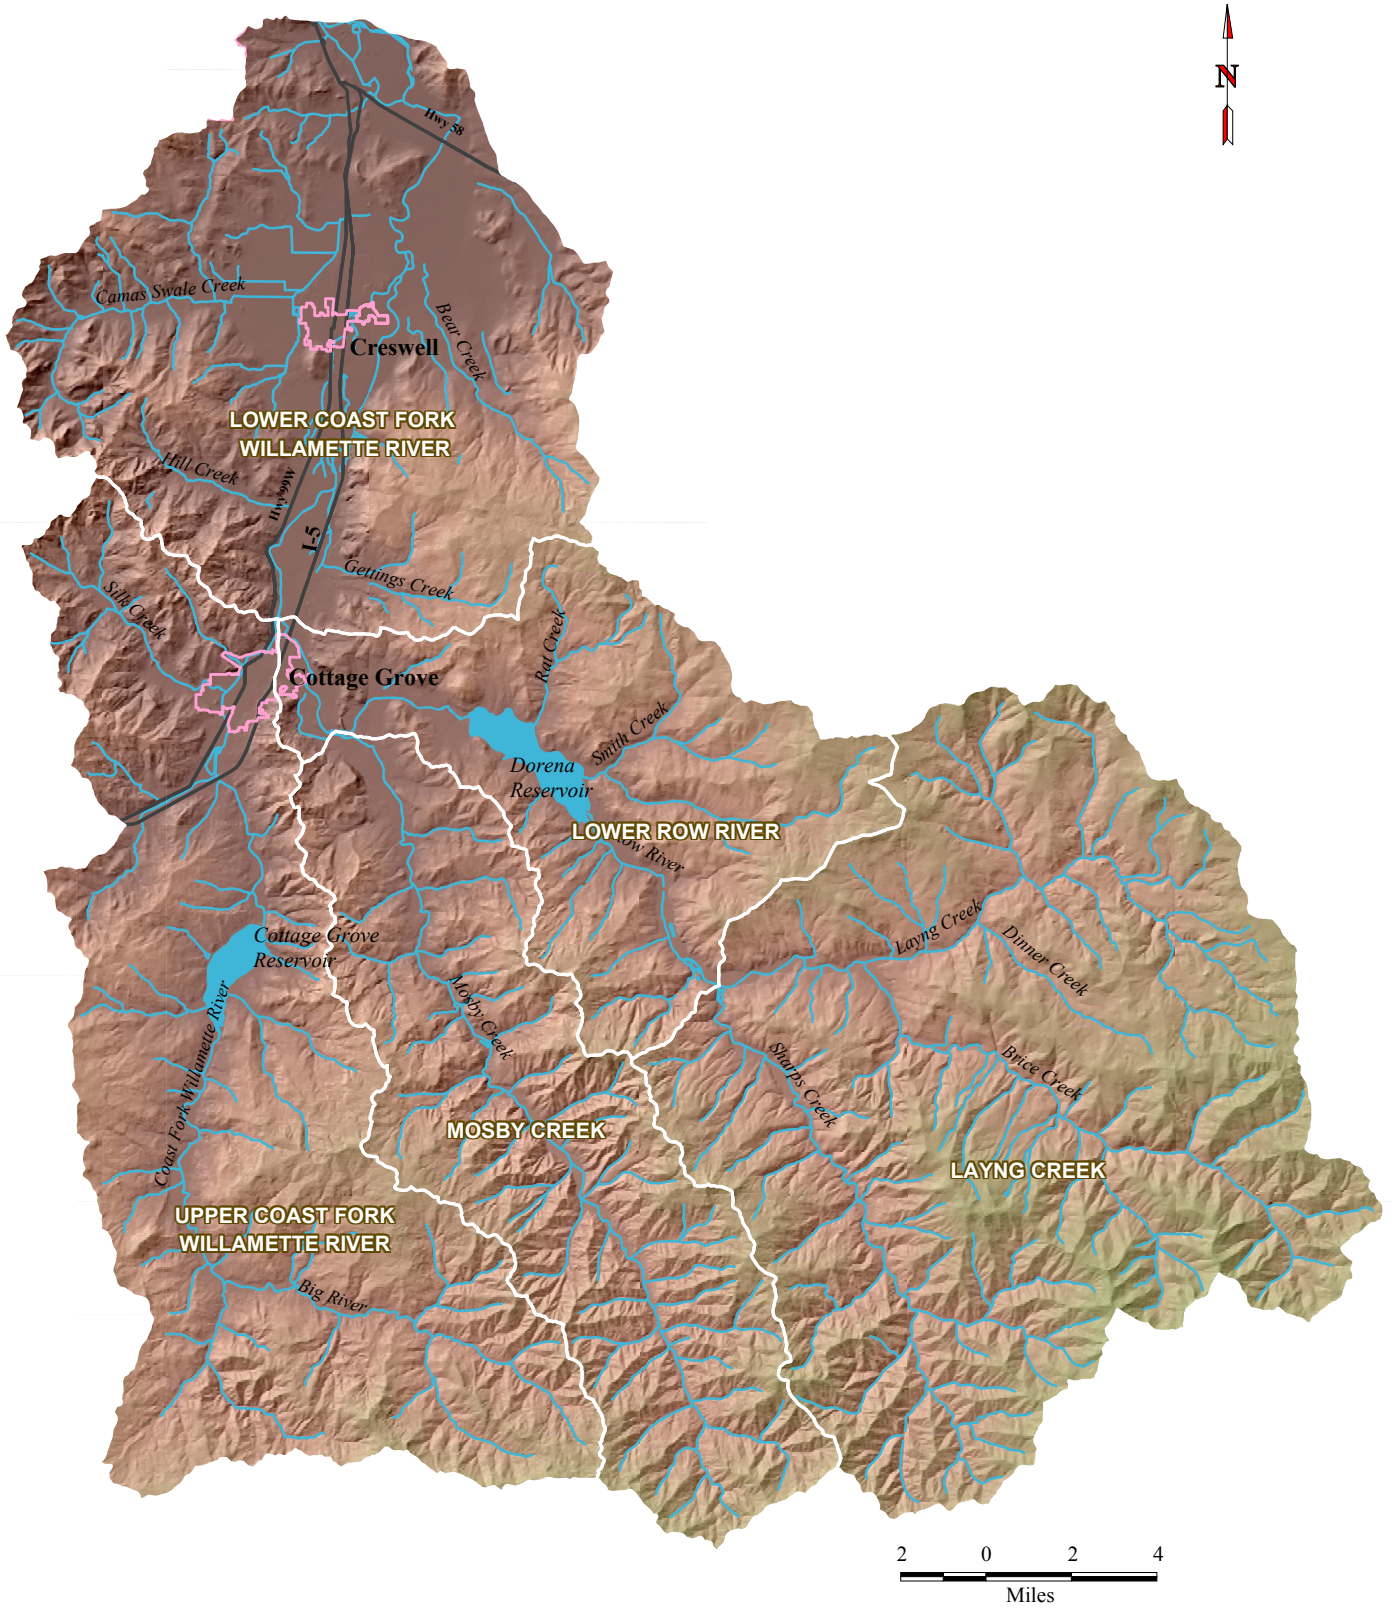 N
Hwy 58
Camas Swale Creek
Bear Creek
Creswell
LOWER COAST FORK
WILLAMETTE RIVER
Hill Creek
Hwy 99W
I-5
Gettings Creek
Silk Creek
Rat Creek
Cottage Grove
Smith Creek
Dorena
Reservoir
LOWER ROW RIVER
Row River
Layng Creek
Dinner Creek
Cottage Grove
Reservoir
Mosby Creek
Coast Fork Willamette River
Sharps Creek
Brice Creek
MOSBY CREEK
LAYNG CREEK
UPPER COAST FORK
WILLAMETTE RIVER
Big River
2 0 2 4
Miles